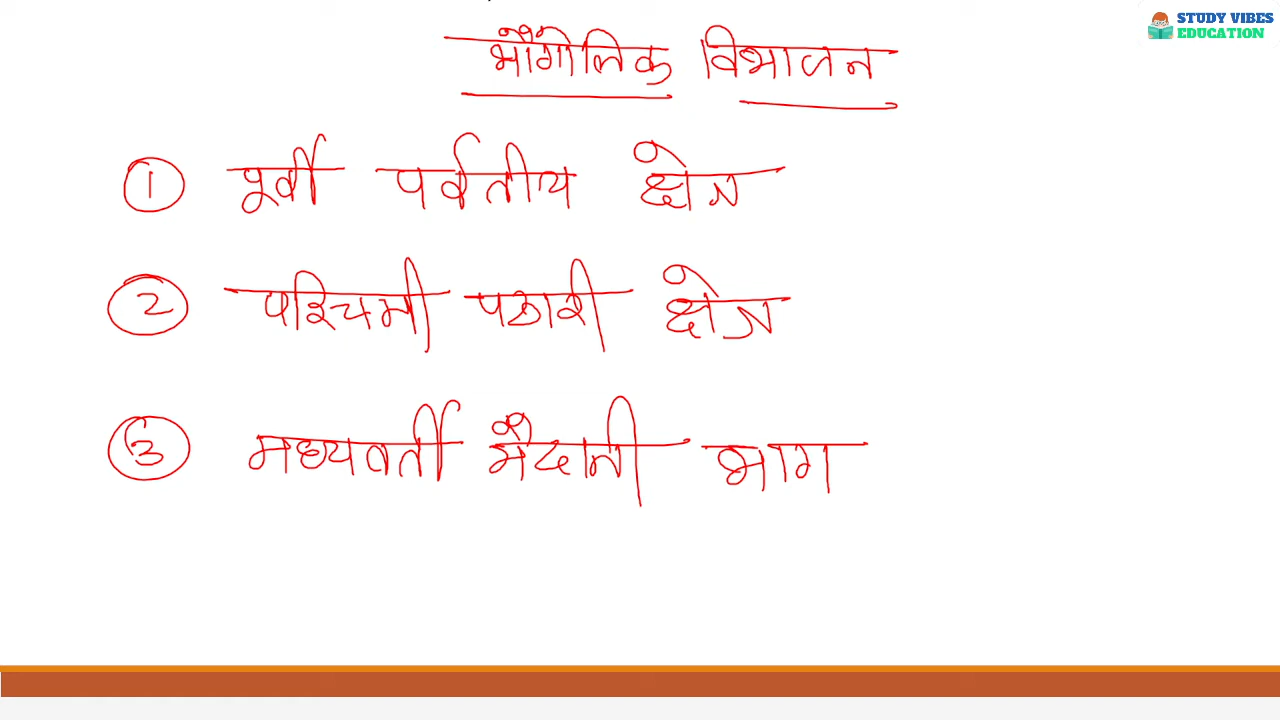 STUDY VIBES
EDUCATION
भौगोलिक विभाजन
① पूर्वी पर्वतीय क्षेत्र
② पश्चिमी पठारी क्षेत्र
③ मध्यवर्ती मैदानी भाग